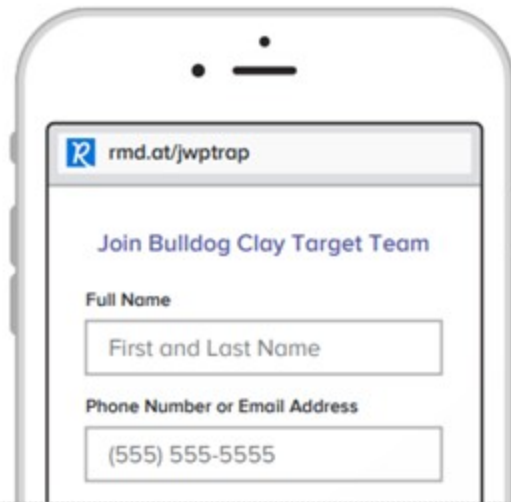 rmd.at/jwptrap
Join Bulldog Clay Target Team
Full Name
First and Last Name
Phone Number or Email Address
(555) 555-5555